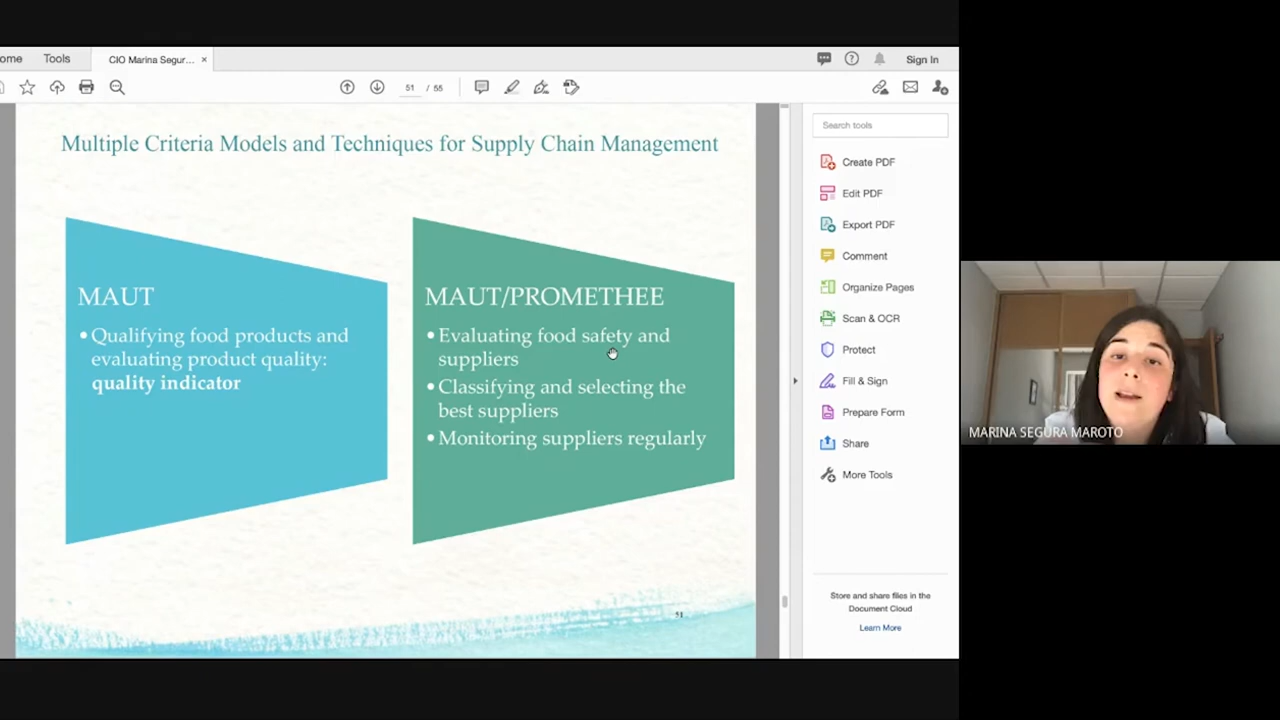 ome
Tools
CIO Marina Segur... ×
Sign In
51 / 55
Multiple Criteria Models and Techniques for Supply Chain Management
MAUT
•Qualifying food products and
evaluating product quality:
quality indicator
MAUT/PROMETHEE
•Evaluating food safety and
suppliers
•Classifying and selecting the
best suppliers
•Monitoring suppliers regularly
51
Search tools
Create PDF
Edit PDF
Export PDF
Comment
Organize Pages
Scan & OCR
Protect
Fill & Sign
Prepare Form
Share
More Tools
Store and share files in the
Document Cloud
Learn More
MARINA SEGURA MAROTO